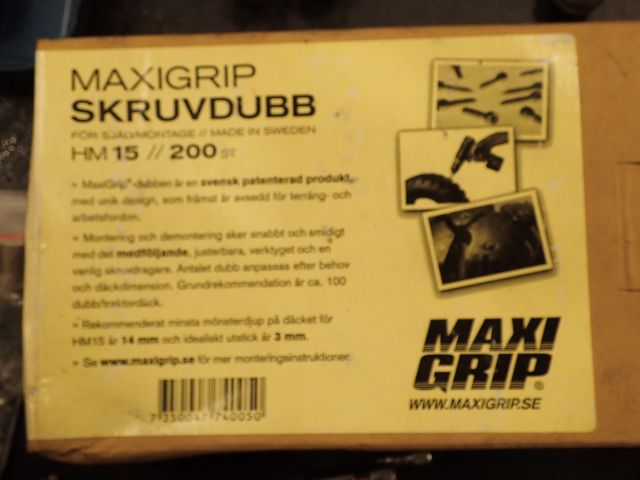 MAXIGRIP
SKRUVDUBB
FÖR SJÄLVMONTAGE // MADE IN SWEDEN
HM 15 // 200 ST
» MaxiGrip®-dubben är en svensk patenterad produkt,
med unik design, som främst är avsedd för terräng- och
arbetsfordon.
» Montering och demontering sker snabbt och smidigt
med det medföljande, justerbara, verktyget och en
vanlig skruvdragare. Antalet dubb anpassas efter behov
och däckdimension. Grundrekommendation är ca. 100
dubb/traktordäck.
» Rekommenderat minsta mönsterdjup på däcket för
HM15 är 14 mm och idealiskt utstick är 3 mm.
» Se www.maxigrip.se för mer monteringsinstruktioner.
7 350047 740050
MAXI
GRIP®
WWW.MAXIGRIP.SE